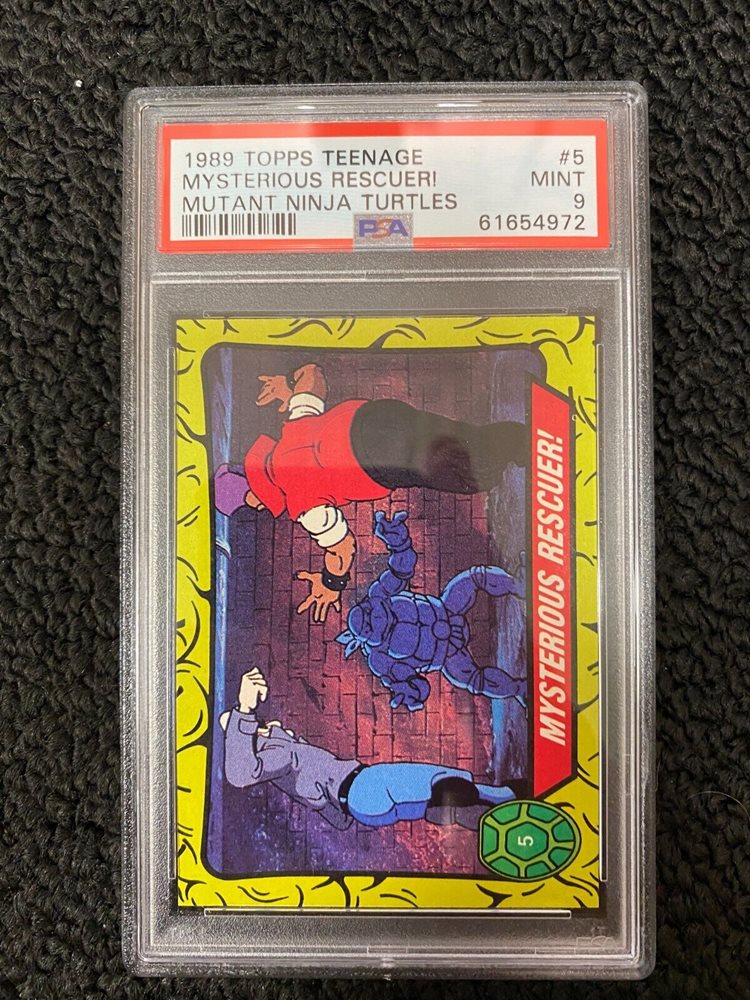 1989 TOPPS TEENAGE #5
MYSTERIOUS RESCUER! MINT
MUTANT NINJA TURTLES 9
PSA 61654972
MYSTERIOUS RESCUER!
5